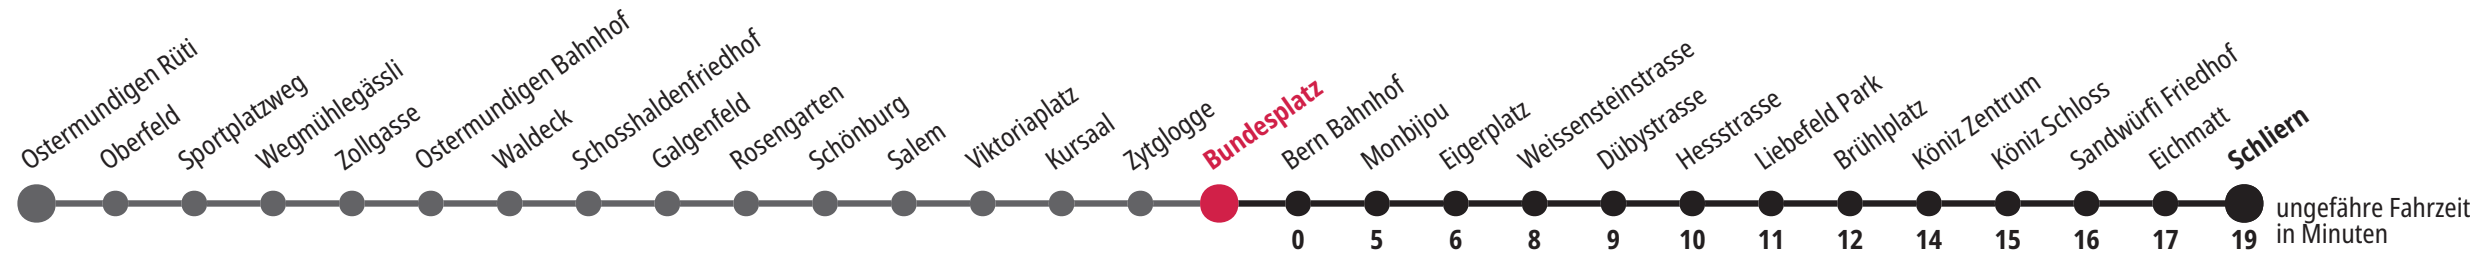 Ostermundigen Rüti
Oberfeld
Sportplatzweg
Wegmühlegässli
Zollgasse
Ostermundigen Bahnhof
Waldeck
Schosshaldenfriedhof
Galgenfeld
Rosengarten
Schönburg
Salem
Viktoriaplatz
Kursaal
Zytglogge
Bundesplatz
Bern Bahnhof
Monbijou
Eigerplatz
Weissensteinstrasse
Dübystrasse
Hessstrasse
Liebefeld Park
Brühlplatz
Köniz Zentrum
Köniz Schloss
Sandwürfi Friedhof
Eichmatt
Schliern
0 5 6 8 9 10 11 12 14 15 16 17 19
ungefähre Fahrzeit
in Minuten